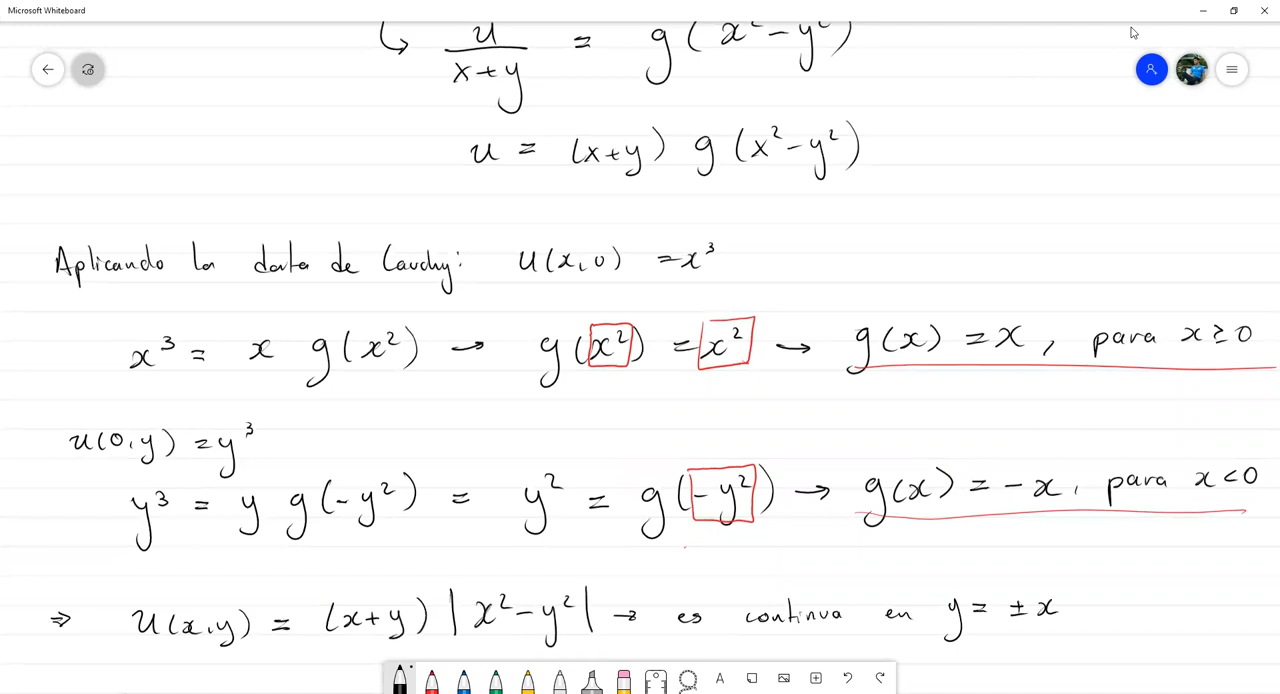 Microsoft Whiteboard
↳ u/(x+y) = g(x²-y²)
u = (x+y) g(x²-y²)
Aplicando la data de Cauchy: u(x,0) = x³
x³ = x g(x²) → g(x²) = x² → g(x) = x, para x ≥ 0
u(0,y) = y³
y³ = y g(-y²) = y² = g(-y²) → g(x) = -x, para x < 0
⇒ u(x,y) = (x+y) |x²-y²| → es continua en y = ± x
A